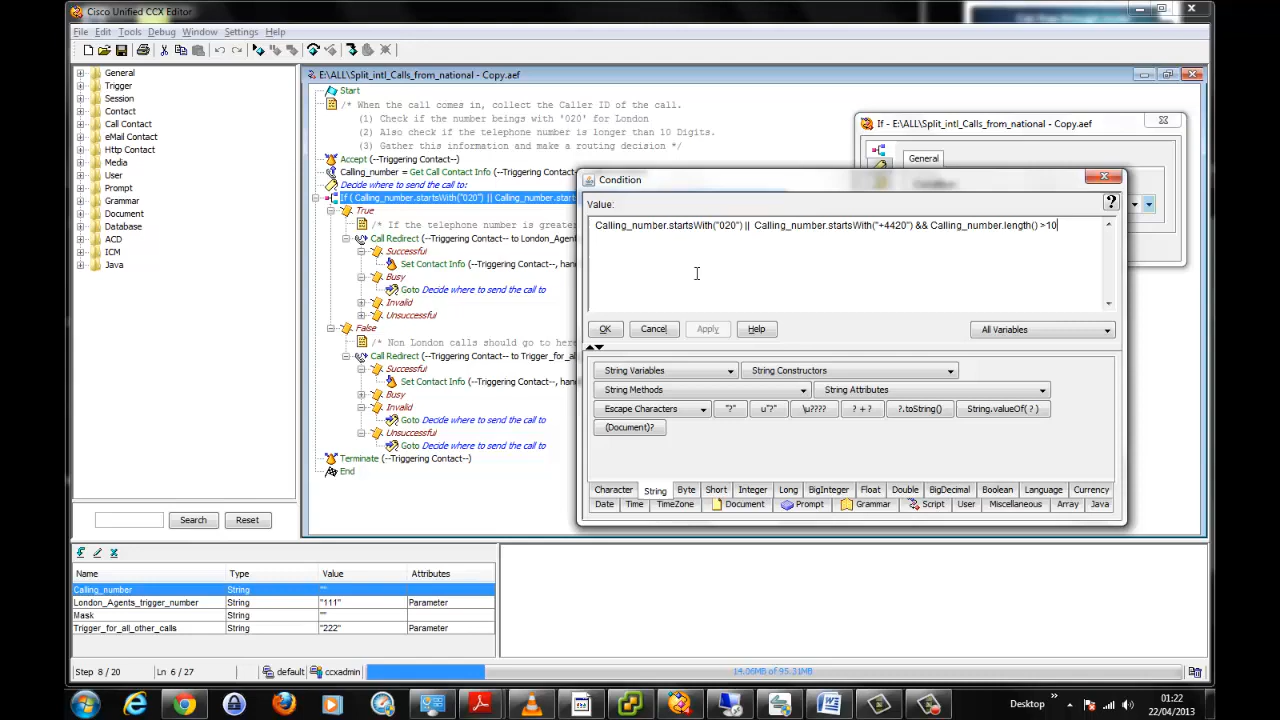 Cisco Unified CCX Editor
File Edit Tools Debug Window Settings Help
General
Trigger
Session
Contact
Call Contact
eMail Contact
Http Contact
Media
User
Prompt
Grammar
Document
Database
ACD
ICM
Java
Search Reset
E:\ALL\Split_intl_Calls_from_national - Copy.aef
Start
/* When the call comes in, collect the Caller ID of the call.
(1) Check if the number beings with '020' for London
(2) Also check if the telephone number is longer than 10 Digits.
(3) Gather this information and make a routing decision */
Accept (--Triggering Contact--)
Calling_number = Get Call Contact Info (--Triggering Contact
Decide where to send the call to:
If ( Calling_number.startsWith("020") || Calling_number.start
True
/* If the telephone number is greate
Call Redirect (--Triggering Contact-- to London_Agent
Successful
Set Contact Info (--Triggering Contact--, han
Busy
Goto Decide where to send the call to
Invalid
Unsuccessful
False
/* Non London calls should go to here
Call Redirect (--Triggering Contact-- to Trigger_for_al
Successful
Set Contact Info (--Triggering Contact--, han
Busy
Invalid
Goto Decide where to send the call to
Unsuccessful
Goto Decide where to send the call to
Terminate (--Triggering Contact--)
End
If - E:\ALL\Split_intl_Calls_from_national - Copy.aef
General
Condition
Value:
Calling_number.startsWith("020") || Calling_number.startsWith("+4420") && Calling_number.length() >10
OK Cancel Apply Help All Variables
String Variables String Constructors
String Methods String Attributes
Escape Characters "?" u"?" \u???? ? + ? ?.toString() String.valueOf( ? )
(Document)?
Character String Byte Short Integer Long BigInteger Float Double BigDecimal Boolean Language Currency
Date Time TimeZone Document Prompt Grammar Script User Miscellaneous Array Java
Name Type Value Attributes
Calling_number String ""
London_Agents_trigger_number String "111" Parameter
Mask String ""
Trigger_for_all_other_calls String "222" Parameter
Step 8 / 20 Ln 6 / 27 default ccxadmin 14.06MB of 95.31MB
Desktop
01:22
22/04/2013